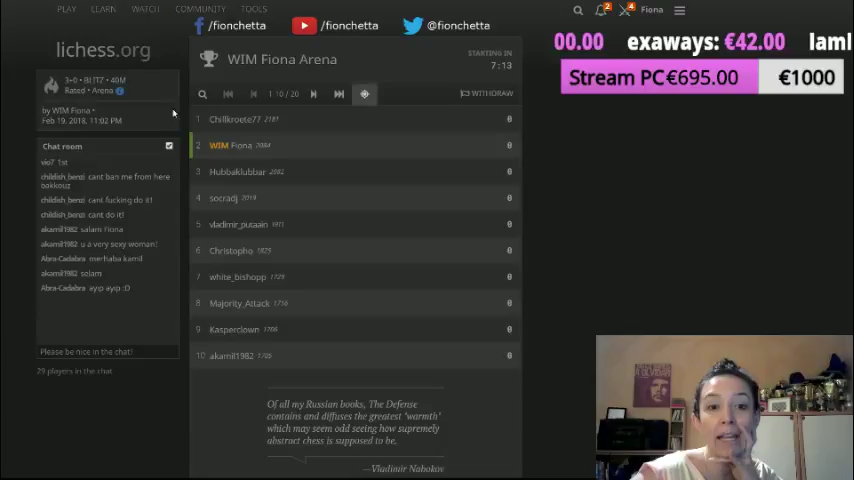 PLAY LEARN WATCH COMMUNITY TOOLS
2 4 Fiona
/fionchetta /fionchetta @fionchetta
lichess.org
3+0 • BLITZ • 40M
Rated • Arena
by WIM Fiona •
Feb 19, 2018, 11:02 PM
Chat room
vio7 1st
childish_benzi cant ban me from here
bakkouz
childish_benzi cant fucking do it!
childish_benzi cant do it!
akamil1982 salam Fiona
akamil1982 u a very sexy woman!
Abra-Cadabra merhaba kamil
akamil1982 selam
Abra-Cadabra ayip ayip :D
Please be nice in the chat!
29 players in the chat
WIM Fiona Arena
STARTING IN
7:13
1-10 / 20
WITHDRAW
1 Chillkroete77 2181 0
2 WIM Fiona 2084 0
3 Hubbaklubbar 2082 0
4 socradj 2019 0
5 vladimir_putaain 1911 0
6 Christopho 1825 0
7 white_bishopp 1729 0
8 Majority_Attack 1716 0
9 Kasperclown 1706 0
10 akamil1982 1705 0
Of all my Russian books, The Defense
contains and diffuses the greatest 'warmth'
which may seem odd seeing how supremely
abstract chess is supposed to be.
—Vladimir Nabokov
00.00 exaways: €42.00 laml
Stream PC €695.00 €1000